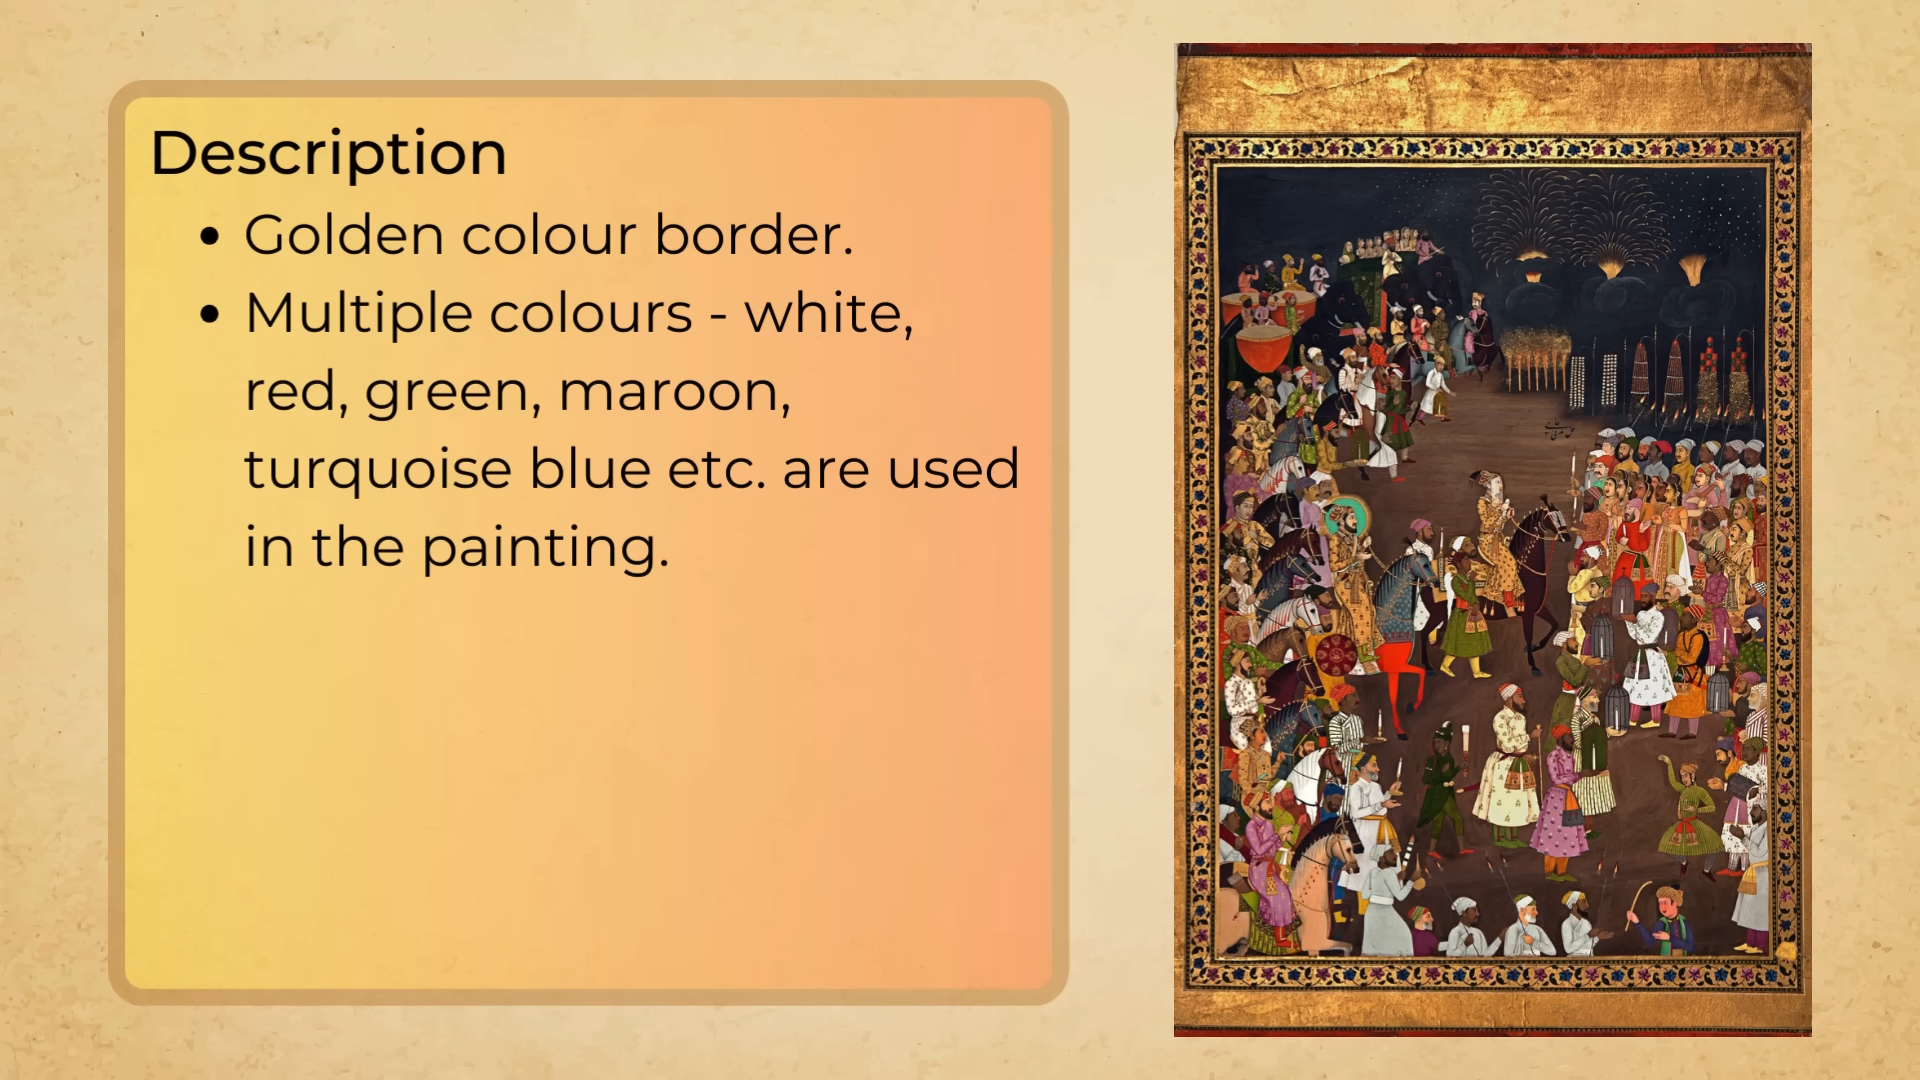 Description
• Golden colour border.
• Multiple colours - white,
red, green, maroon,
turquoise blue etc. are used
in the painting.